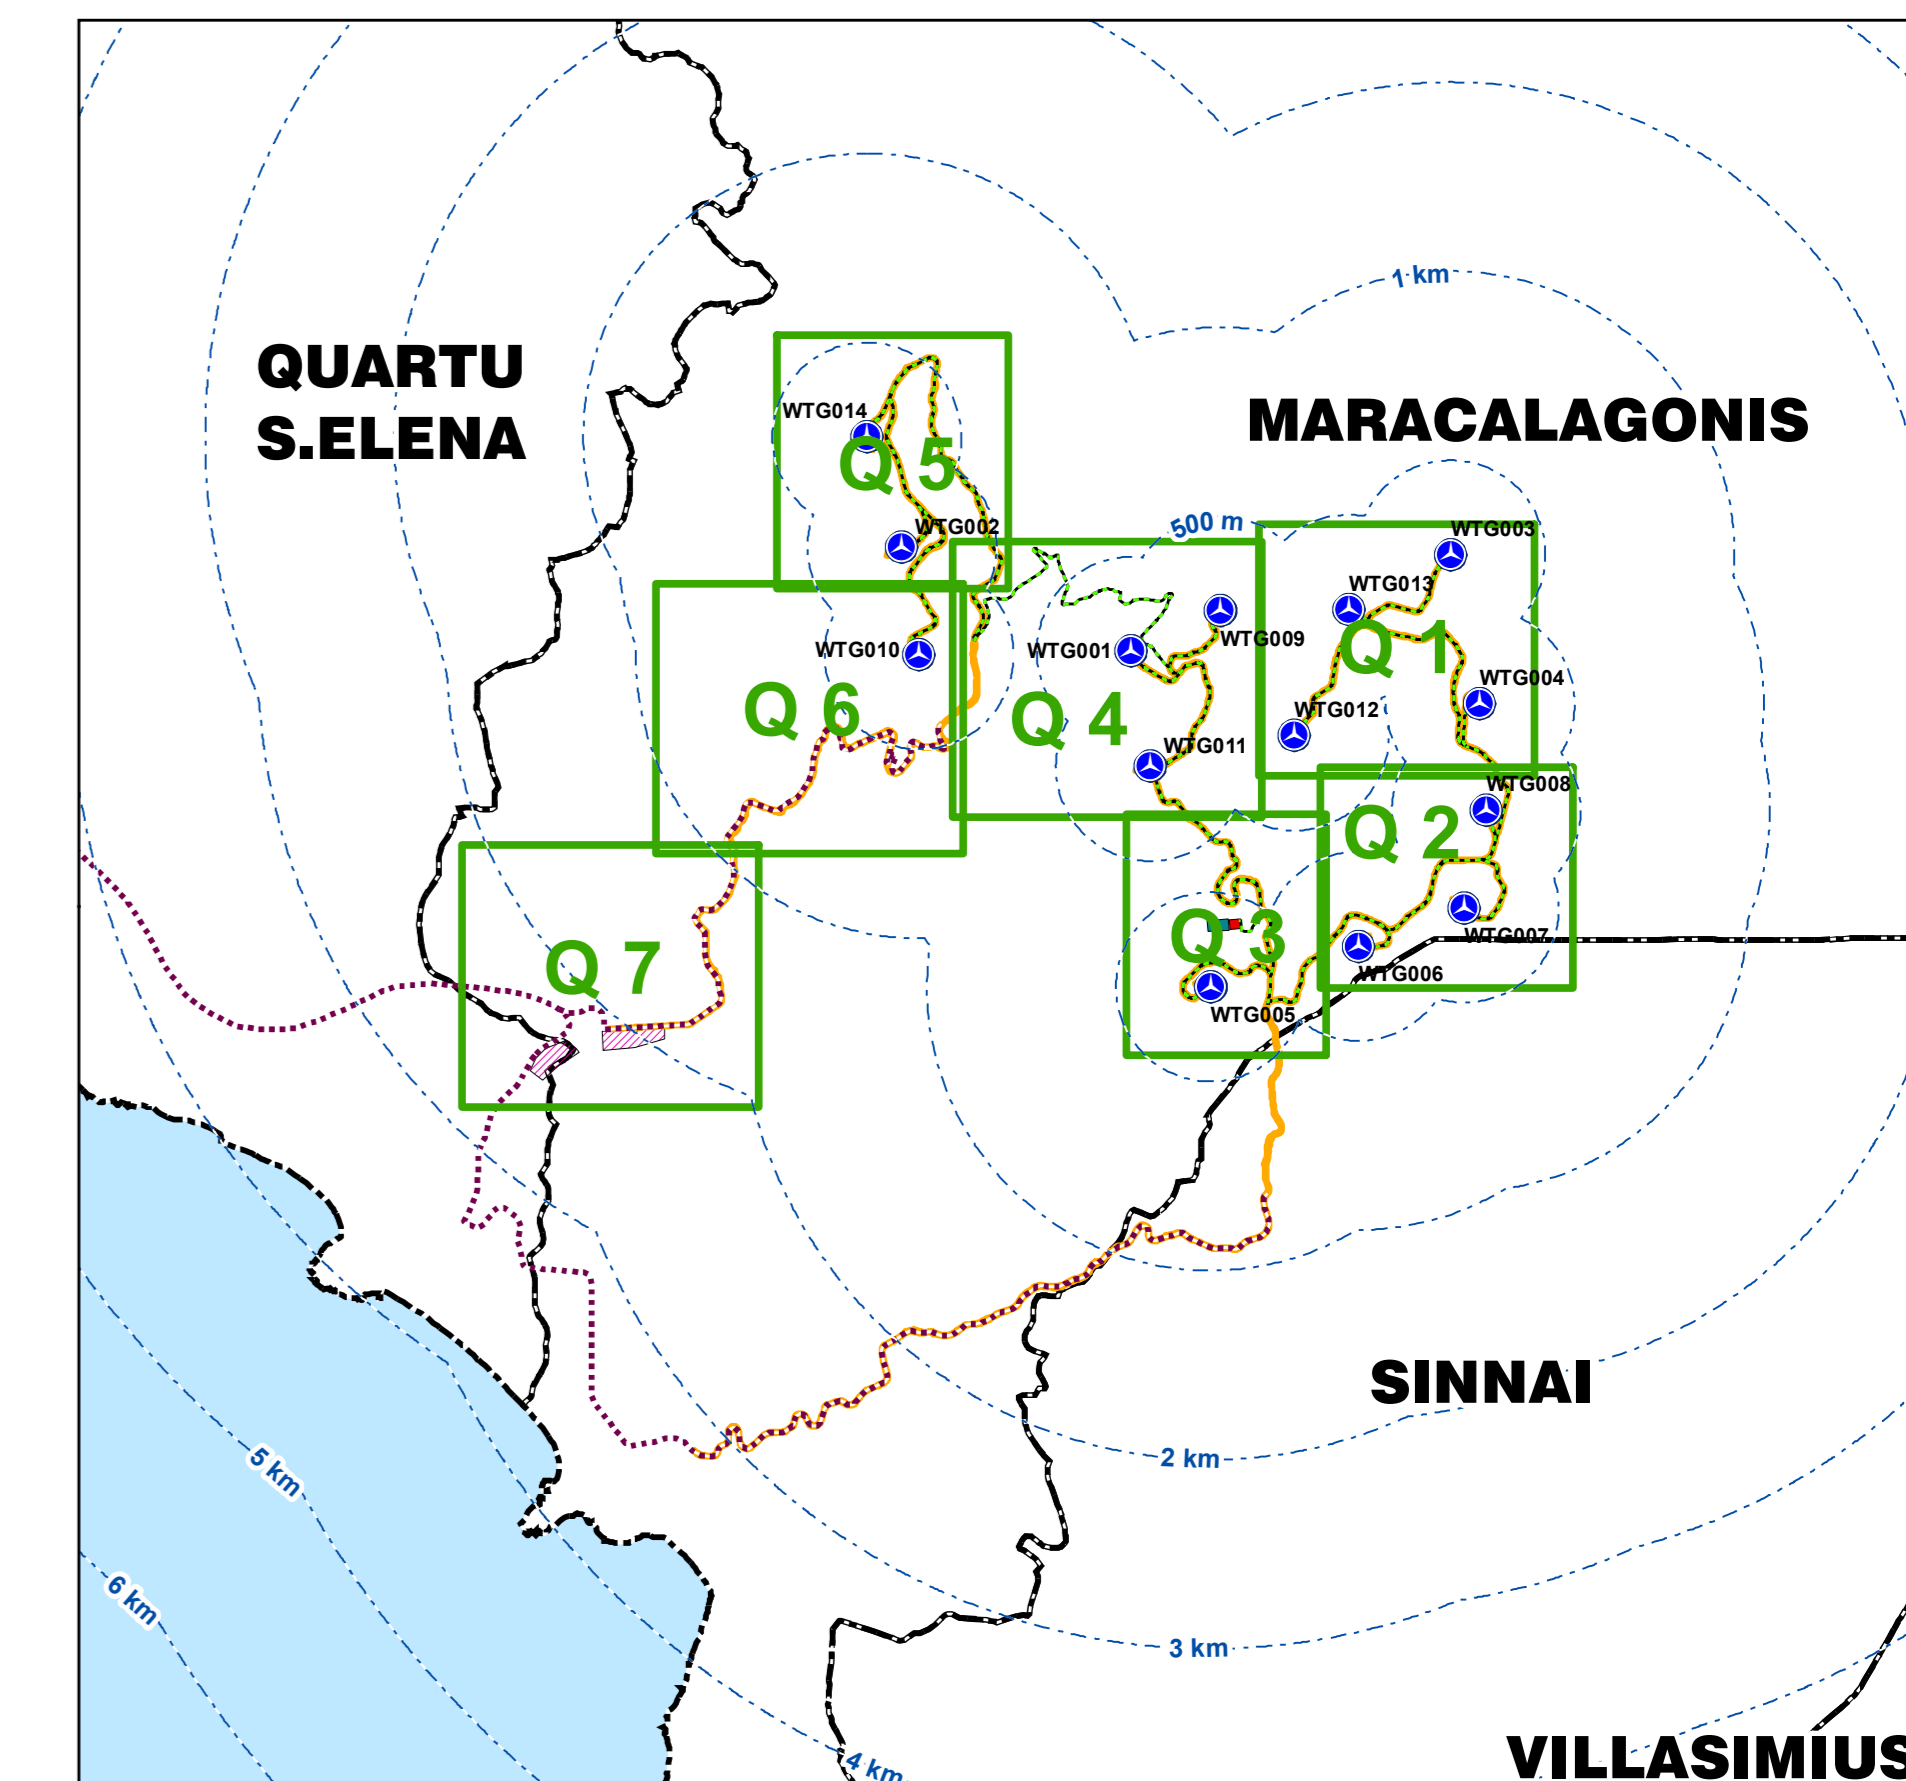 1 km
QUARTU
S.ELENA
MARACALAGONIS
WTG014
Q 5
500 m
WTG002
WTG003
WTG013
WTG009
Q 1
WTG001
WTG010
WTG004
Q 6
Q 4
WTG012
WTG011
WTG008
Q 2
Q 3
WTG007
Q 7
WTG006
WTG005
SINNAI
2 km
5 km
6 km
3 km
VILLASIMIUS
4 km